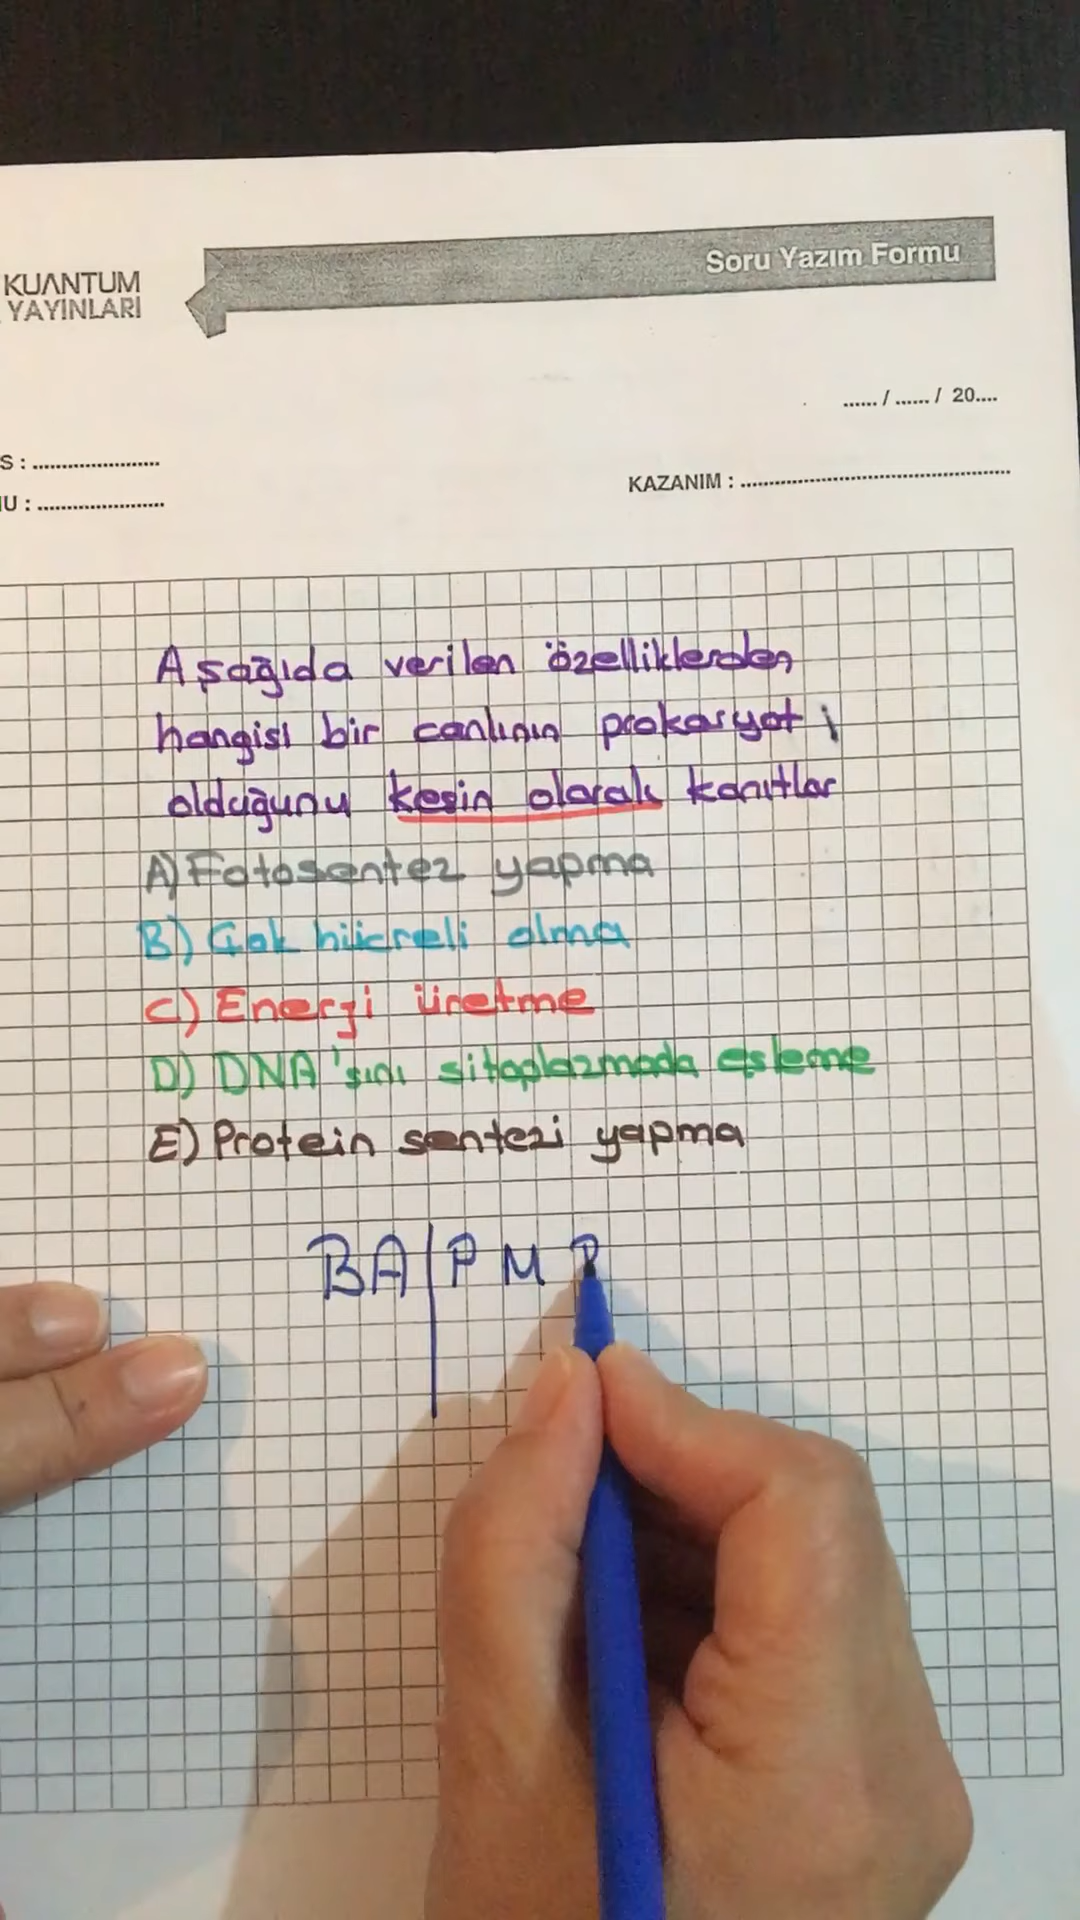 KUANTUM
YAYINLARI
Soru Yazım Formu
...... / ...... / 20....
S : ......................
KAZANIM : ...............................................
U : ......................
Aşağıda verilen özelliklerden
hangisi bir canlının prokaryot
olduğunu kesin olarak kanıtlar
A) Fotosentez yapma
B) Çok hücreli olma
C) Enerji üretme
D) DNA'sını sitoplazmada eşleme
E) Protein sentezi yapma
BA | P M P